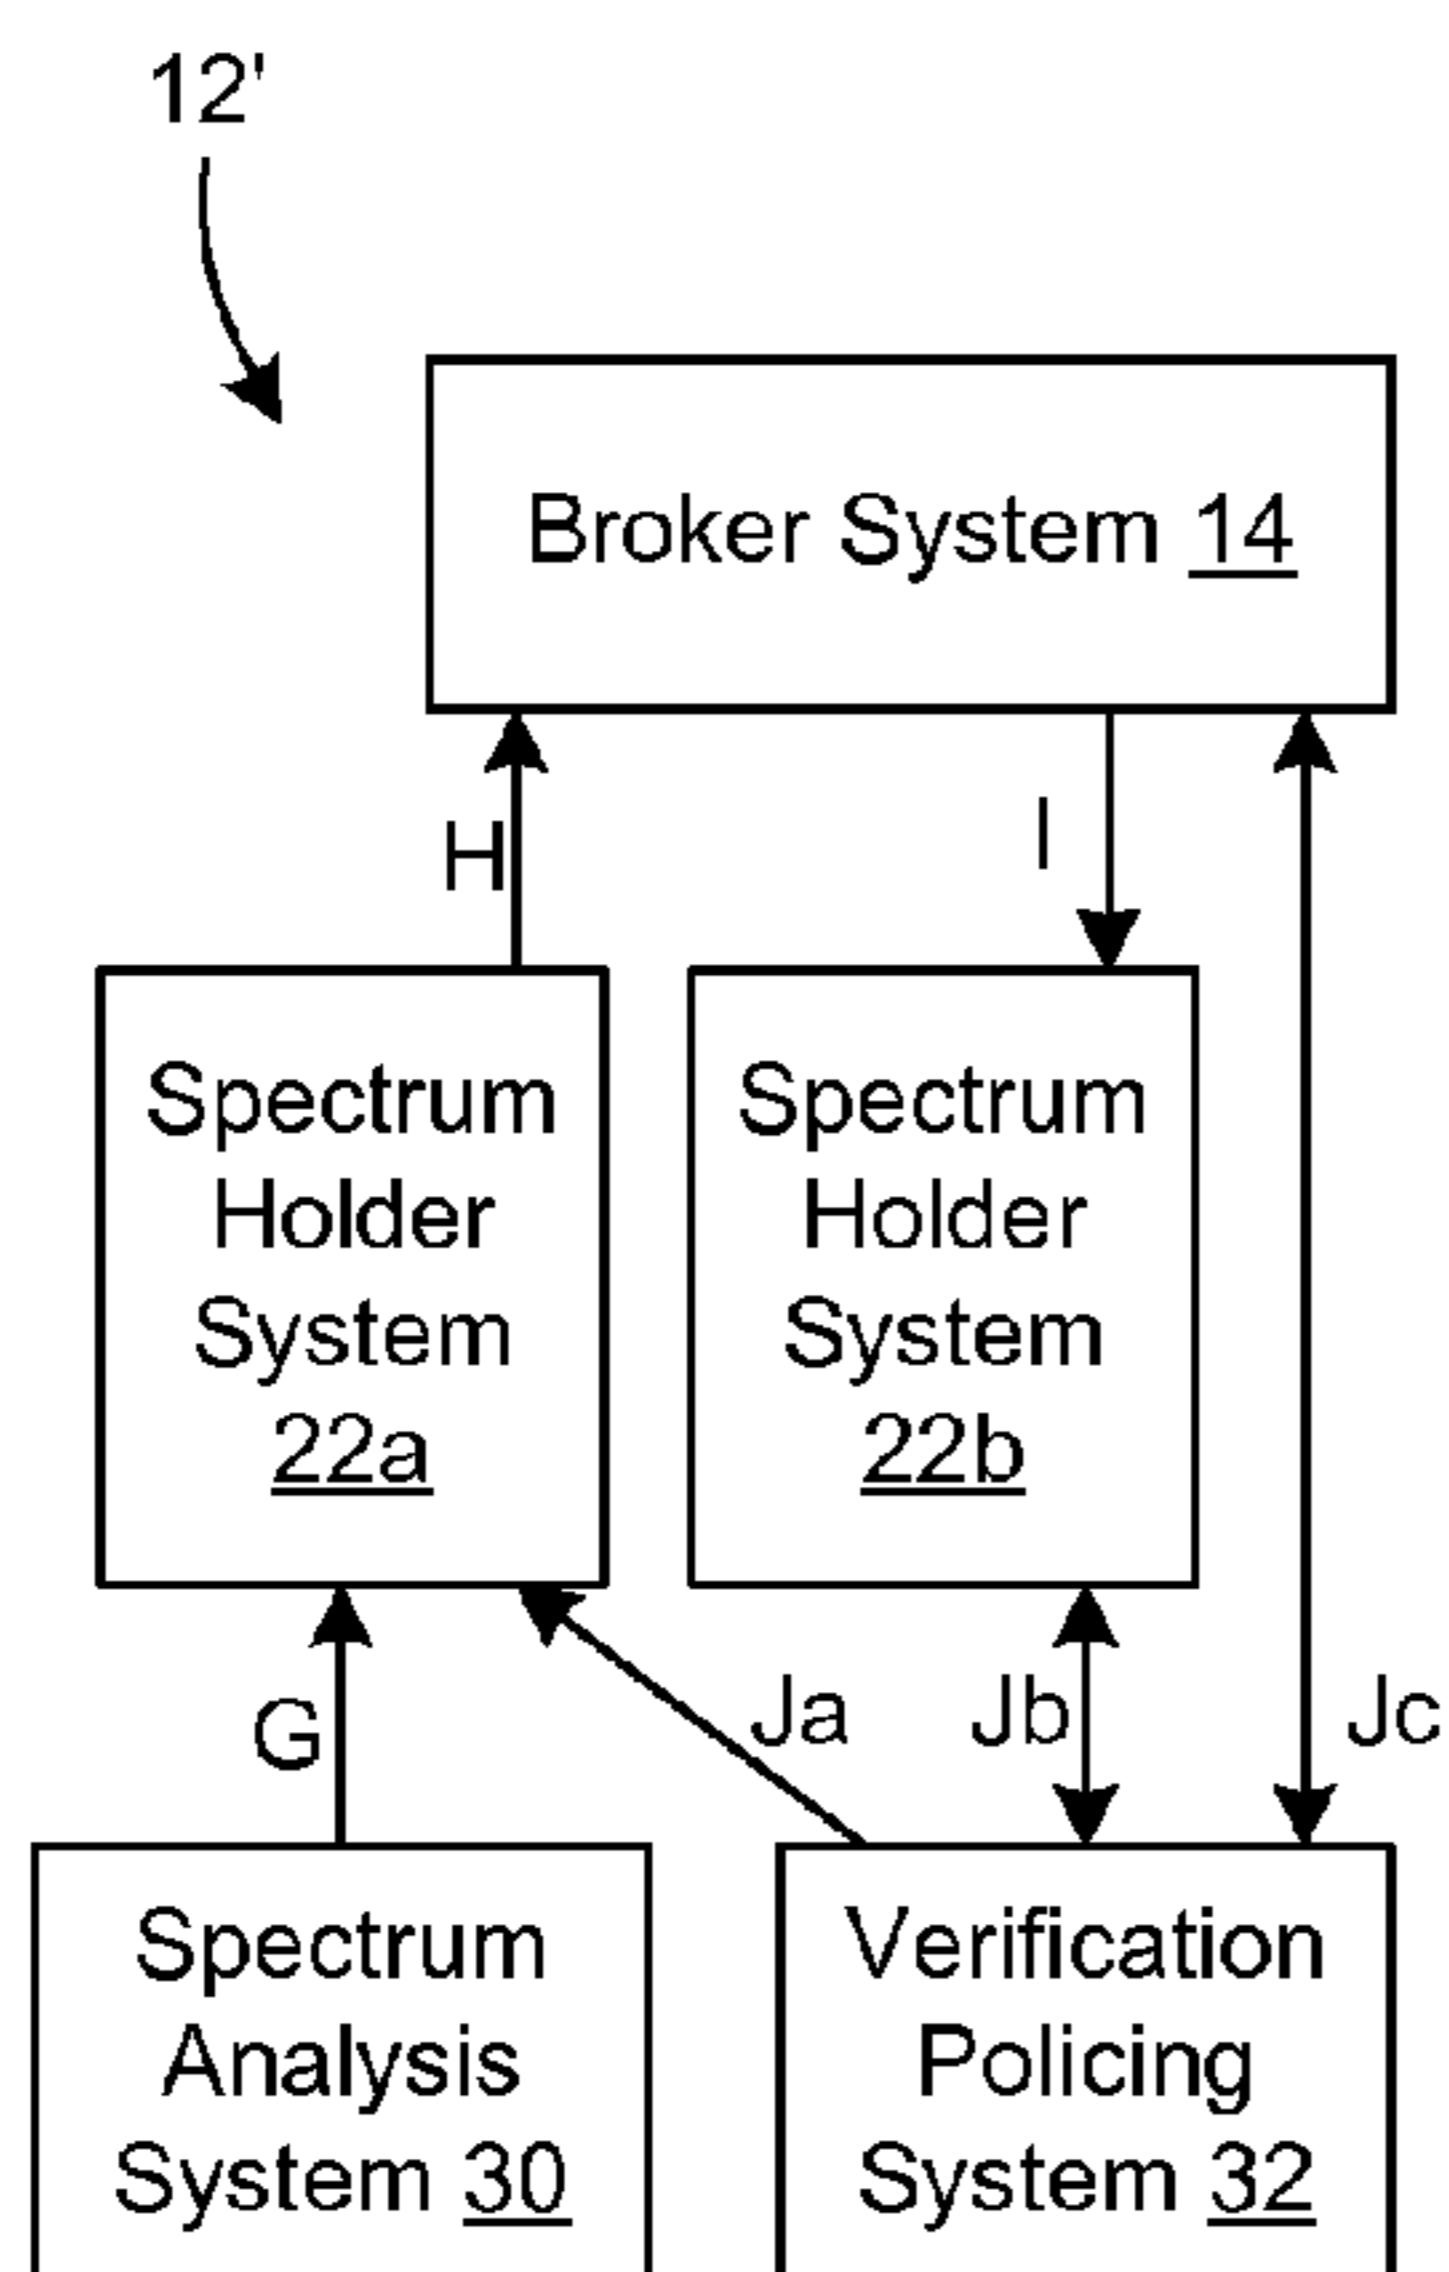 12'
Broker System 14
H
I
Spectrum
Holder
System
22a
Spectrum
Holder
System
22b
G
Ja
Jb
Jc
Spectrum
Analysis
System 30
Verification
Policing
System 32